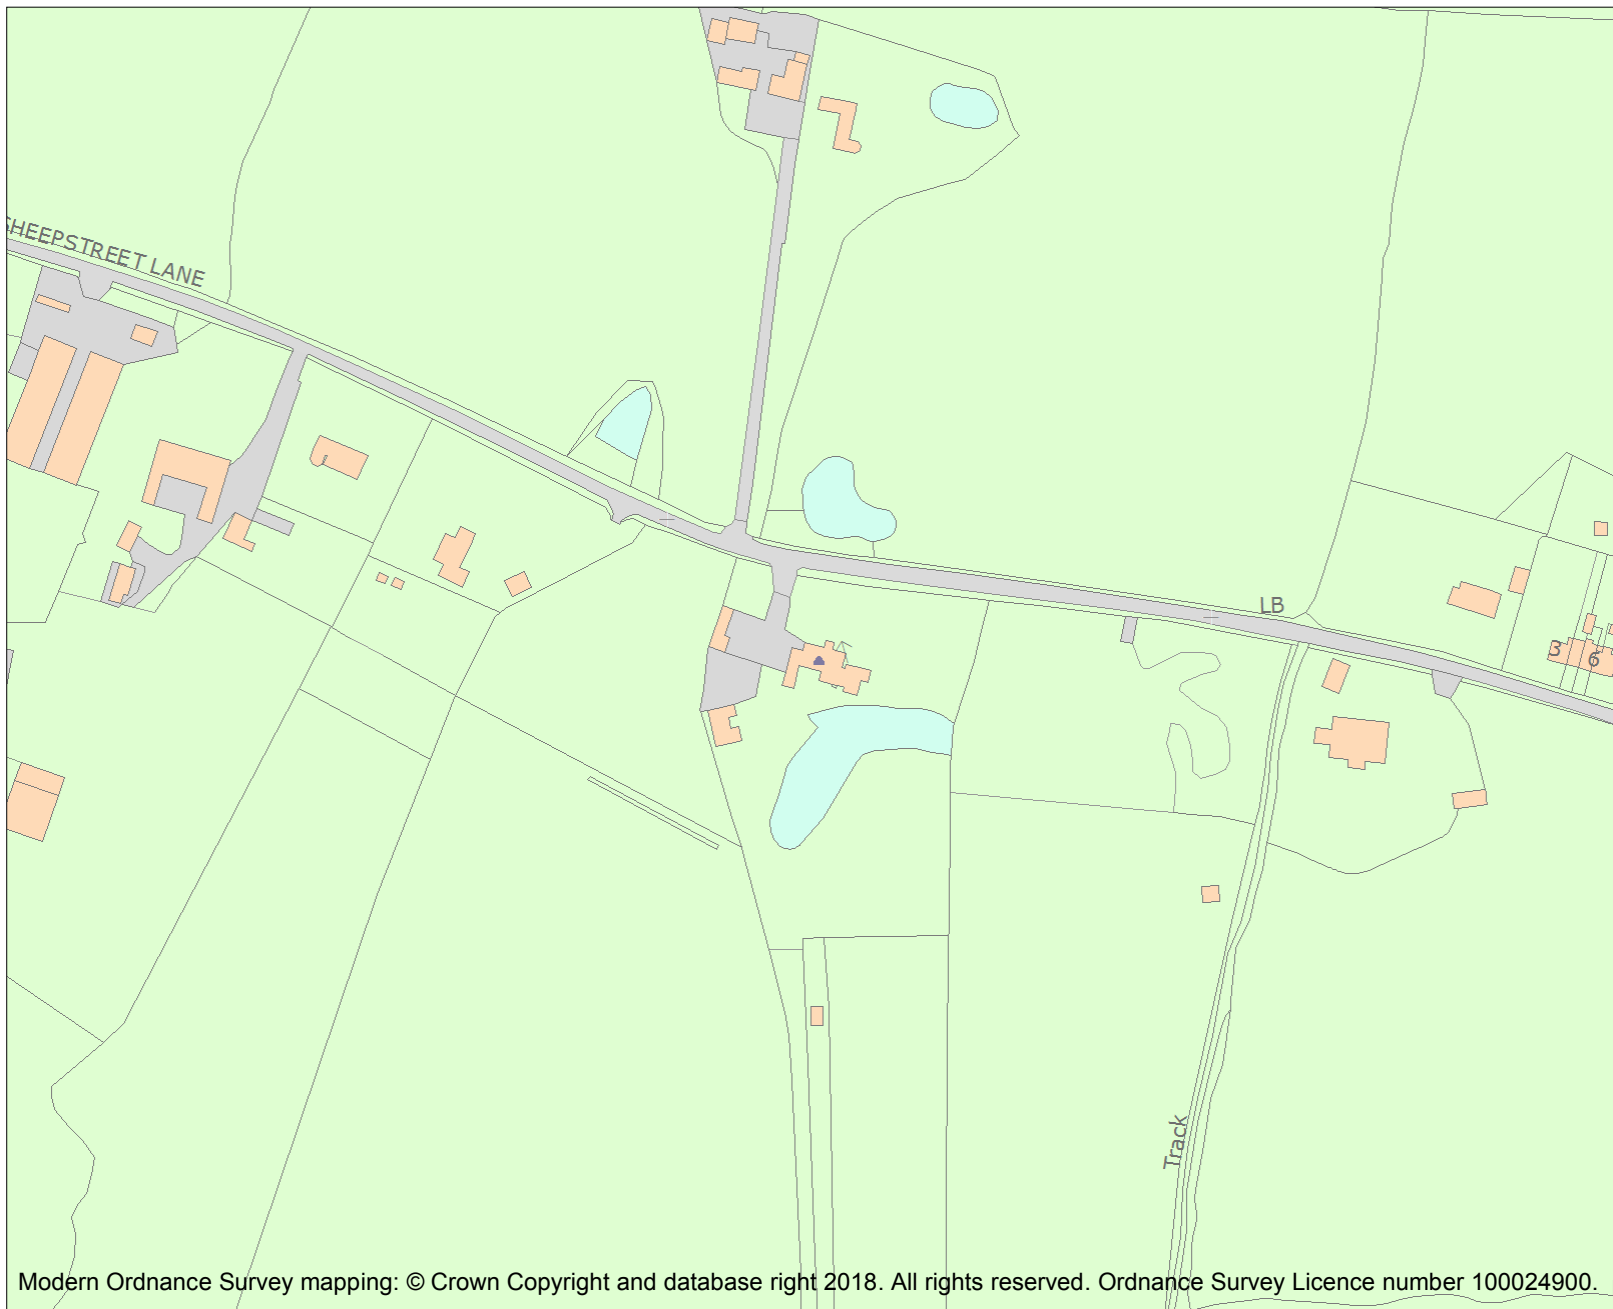 SHEEPSTREET LANE
LB
3
6
Track
Modern Ordnance Survey mapping: © Crown Copyright and database right 2018. All rights reserved. Ordnance Survey Licence number 100024900.